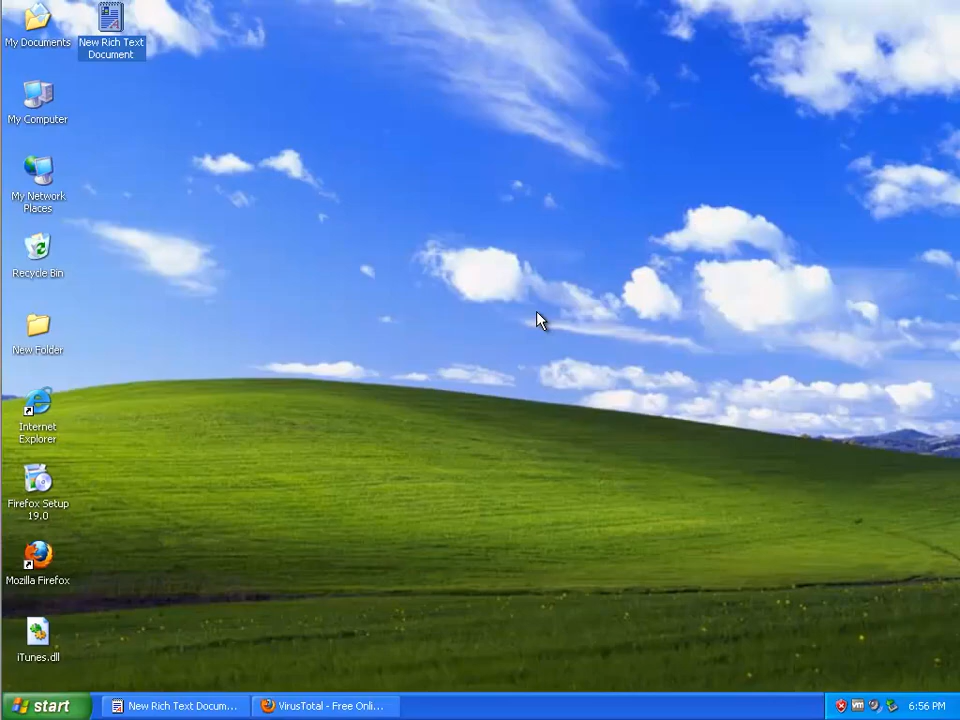 My Documents
New Rich Text
Document
My Computer
My Network
Places
Recycle Bin
New Folder
Internet
Explorer
Firefox Setup
19.0
Mozilla Firefox
iTunes.dll
start
New Rich Text Docum...
VirusTotal - Free Onli...
vm
6:56 PM